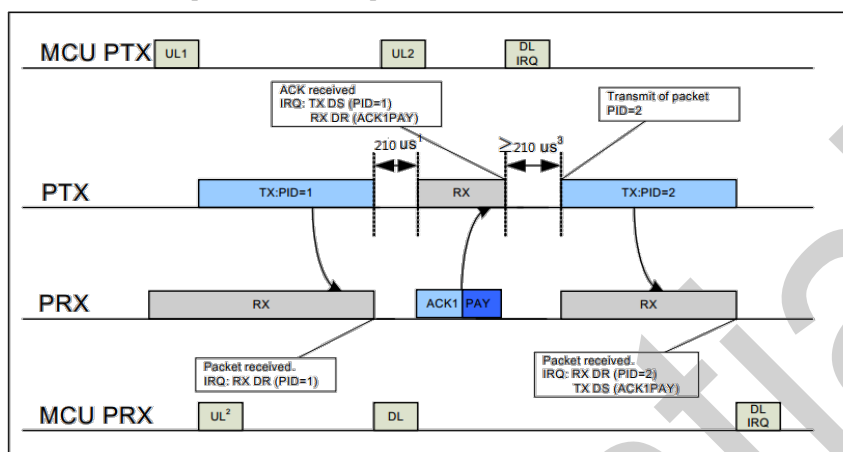 MCU PTX
UL1
UL2
DL
IRQ
ACK received
IRQ: TX DS (PID=1)
RX DR (ACK1PAY)
Transmit of packet
PID=2
210 us1
≥210 us3
PTX
TX:PID=1
RX
TX:PID=2
PRX
RX
ACK1 PAY
RX
Packet received.
IRQ: RX DR (PID=1)
Packet received.
IRQ: RX DR (PID=2)
TX DS (ACK1PAY)
MCU PRX
UL2
DL
DL
IRQ